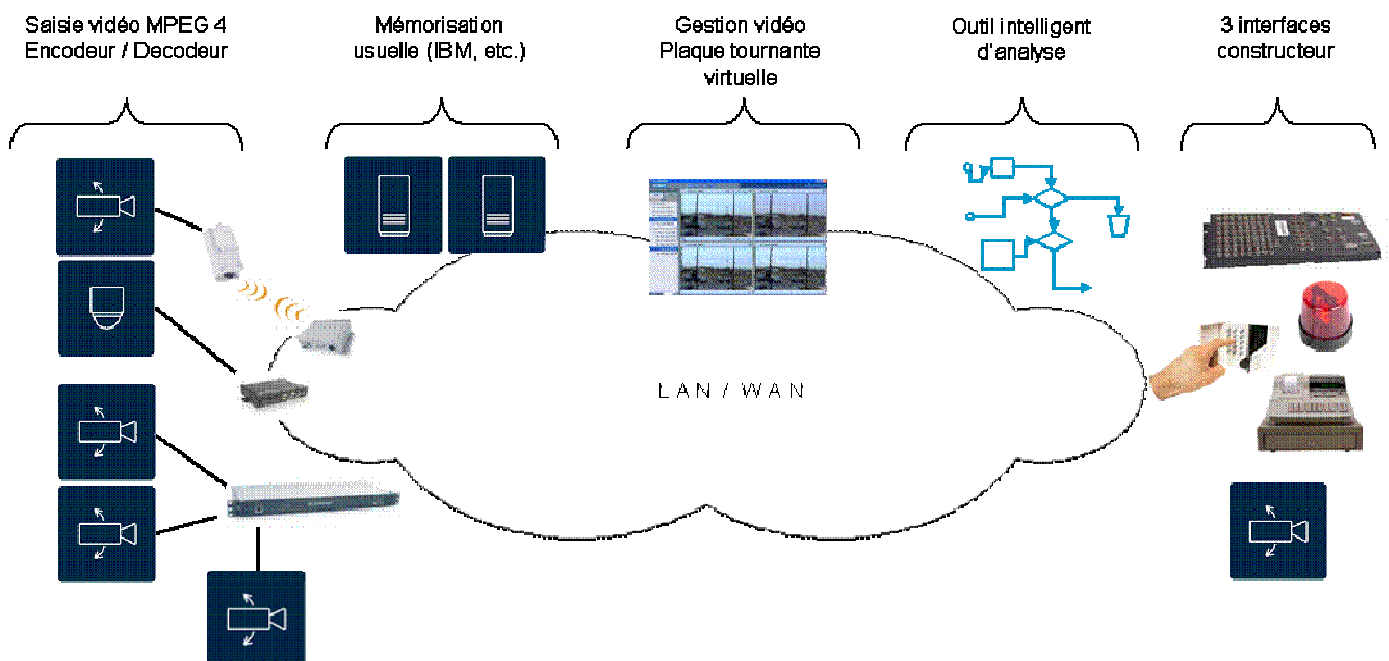 Saisie vidéo MPEG 4
Encodeur / Decodeur
Mémorisation
usuelle (IBM, etc.)
Gestion vidéo
Plaque tournante
virtuelle
Outil intelligent
d'analyse
3 interfaces
constructeur
LAN / WAN